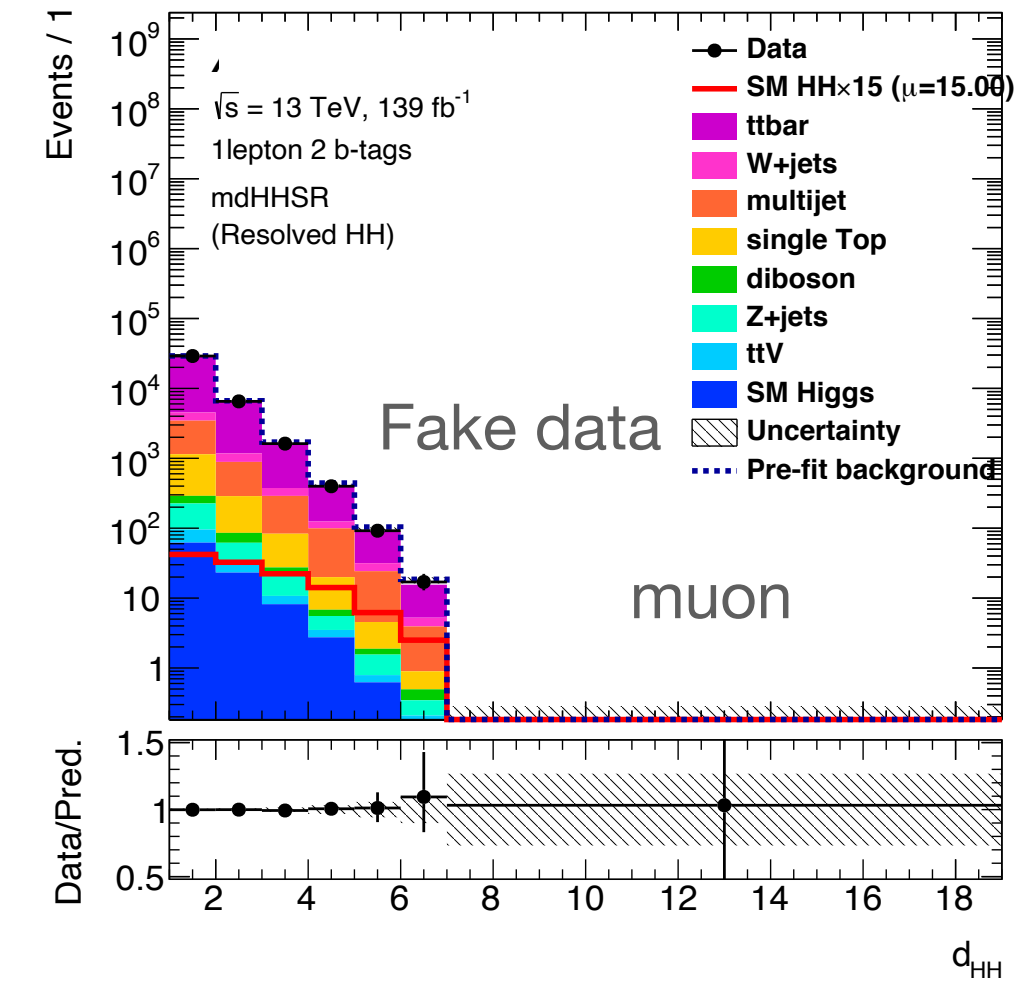 Events / 1
10⁹
10⁸
10⁷
10⁶
10⁵
10⁴
10³
10²
10
1
√s = 13 TeV, 139 fb⁻¹
1lepton 2 b-tags
mdHHSR
(Resolved HH)
Data
SM HH×15 (μ=15.00)
ttbar
W+jets
multijet
single Top
diboson
Z+jets
ttV
SM Higgs
Uncertainty
Pre-fit background
Fake data
muon
Data/Pred.
1.5
1
0.5
2 4 6 8 10 12 14 16 18
d_HH